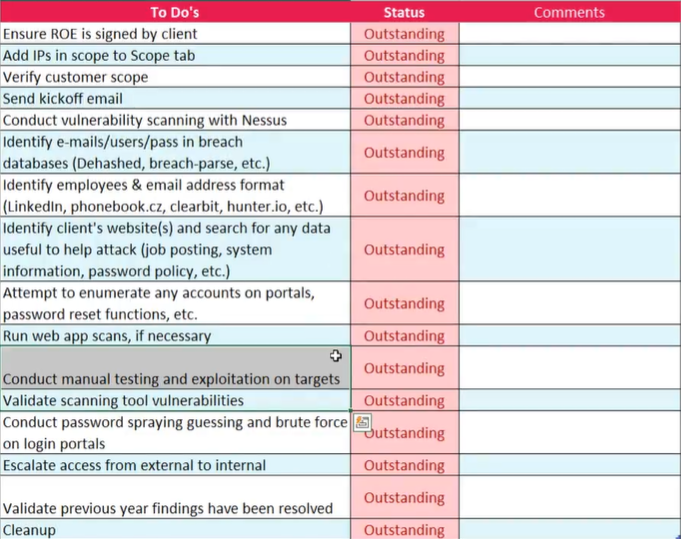 To Do's Status Comments
Ensure ROE is signed by client Outstanding
Add IPs in scope to Scope tab Outstanding
Verify customer scope Outstanding
Send kickoff email Outstanding
Conduct vulnerability scanning with Nessus Outstanding
Identify e-mails/users/pass in breach
databases (Dehashed, breach-parse, etc.) Outstanding
Identify employees & email address format
(LinkedIn, phonebook.cz, clearbit, hunter.io, etc.) Outstanding
Identify client's website(s) and search for any data
useful to help attack (job posting, system Outstanding
information, password policy, etc.)
Attempt to enumerate any accounts on portals,
password reset functions, etc. Outstanding
Run web app scans, if necessary Outstanding
Conduct manual testing and exploitation on targets Outstanding
Validate scanning tool vulnerabilities Outstanding
Conduct password spraying guessing and brute force
on login portals Outstanding
Escalate access from external to internal Outstanding
Validate previous year findings have been resolved Outstanding
Cleanup Outstanding